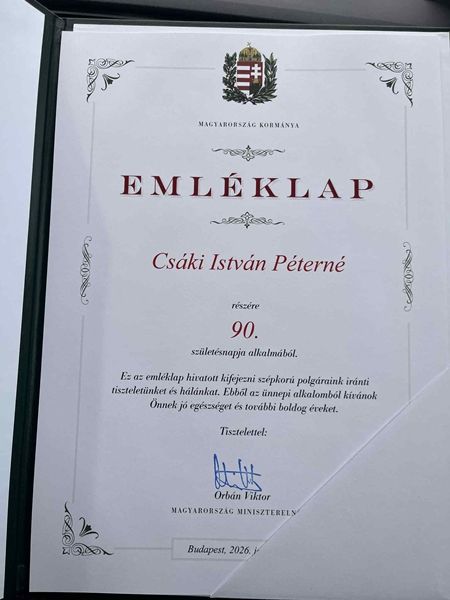 MAGYARORSZÁG KORMÁNYA
EMLÉKLAP
Csáki István Péterné
részére
90.
születésnapja alkalmából.
Ez az emléklap hivatott kifejezni szépkorú polgáraink iránti
tiszteletünket és hálánkat. Ebből az ünnepi alkalomból kívánok
Önnek jó egészséget és további boldog éveket.
Tisztelettel:
Orbán Viktor
MAGYARORSZÁG MINISZTERELN
Budapest, 2026. j